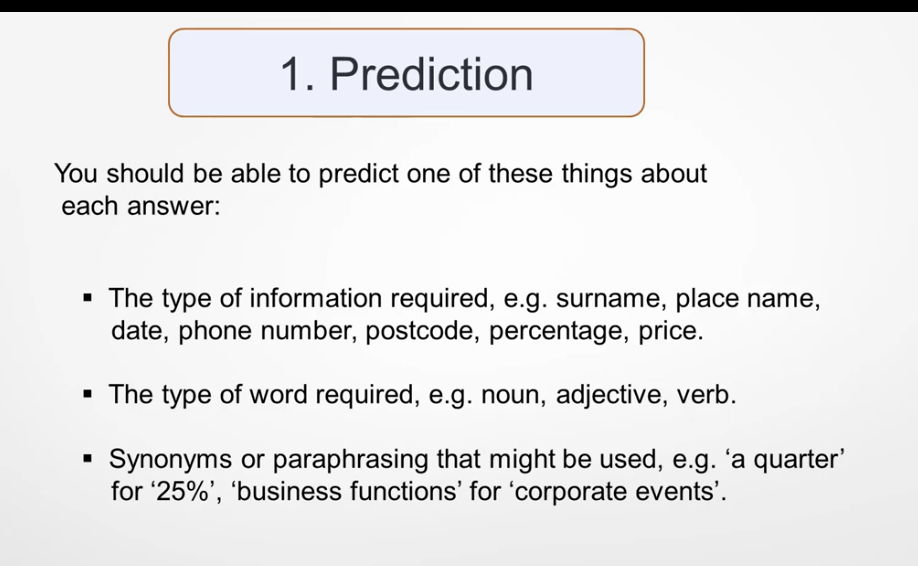 1. Prediction
You should be able to predict one of these things about
each answer:
▪ The type of information required, e.g. surname, place name,
date, phone number, postcode, percentage, price.
▪ The type of word required, e.g. noun, adjective, verb.
▪ Synonyms or paraphrasing that might be used, e.g. ‘a quarter’
for ‘25%’, ‘business functions’ for ‘corporate events’.